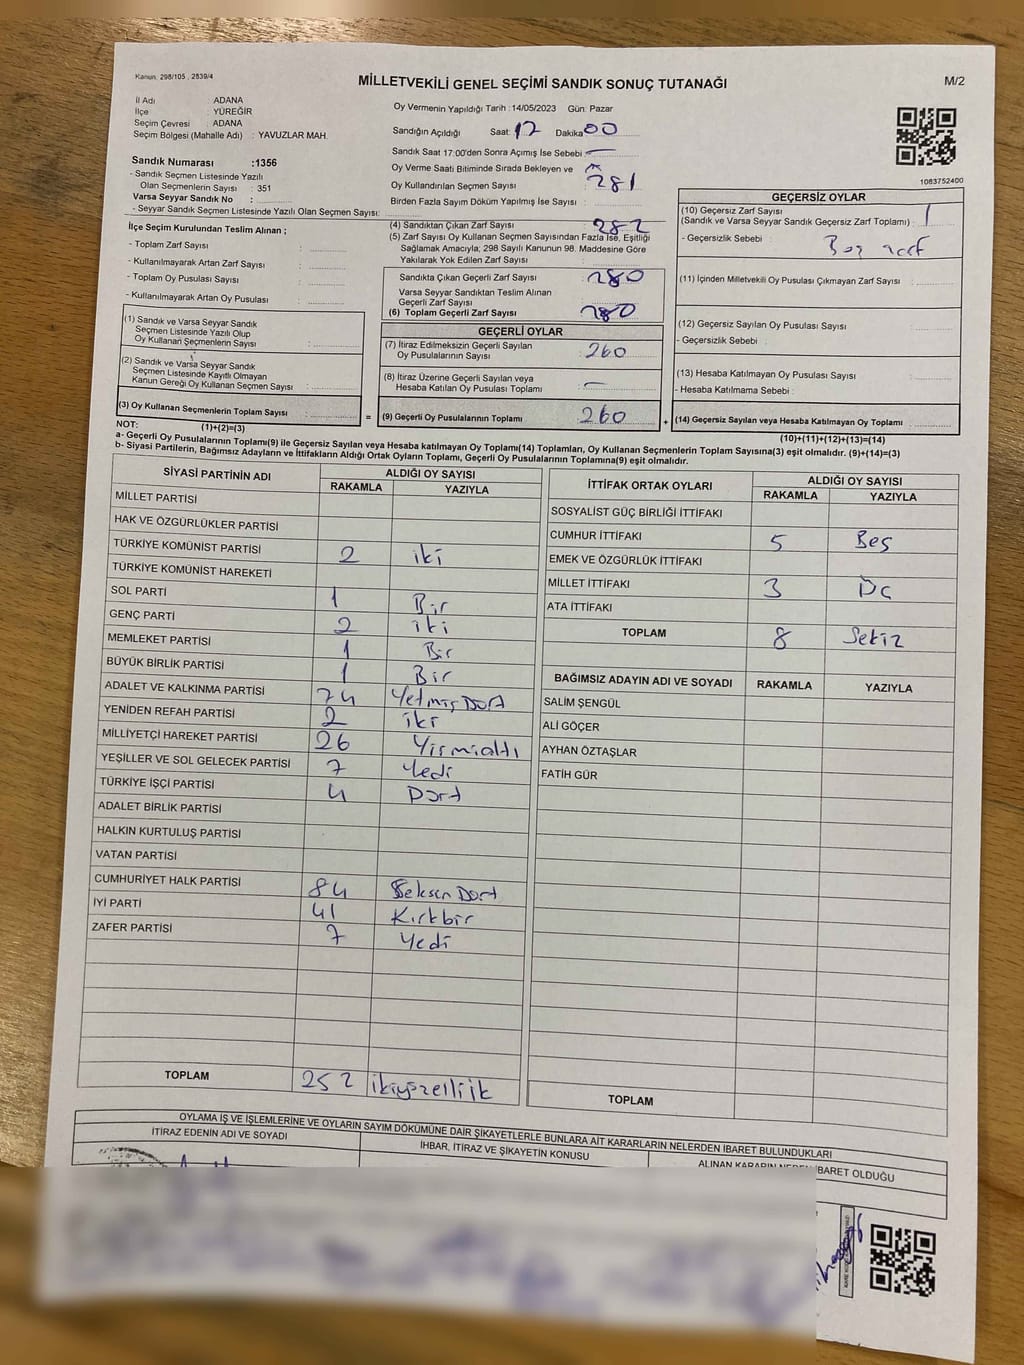 Kanun. 298/105 , 2839/4
MİLLETVEKİLİ GENEL SEÇİMİ SANDIK SONUÇ TUTANAĞI
M/2
İl Adı : ADANA
İlçe : YÜREĞİR
Seçim Çevresi : ADANA
Seçim Bölgesi (Mahalle Adı) : YAVUZLAR MAH.
Sandık Numarası :1356
- Sandık Seçmen Listesinde Yazılı
Olan Seçmenlerin Sayısı : 351
Varsa Seyyar Sandık No :
- Seyyar Sandık Seçmen Listesinde Yazılı Olan Seçmen Sayısı:
Oy Vermenin Yapıldığı Tarih :14/05/2023 Gün: Pazar
Sandığın Açıldığı Saat: 17 Dakika: 00
Sandık Saat 17:00'den Sonra Açımış İse Sebebi : —
Oy Verme Saati Bitiminde Sırada Bekleyen ve
Oy Kullandırılan Seçmen Sayısı : 281
Birden Fazla Sayım Döküm Yapılmış İse Sayısı :
1083752400
İlçe Seçim Kurulundan Teslim Alınan ;
- Toplam Zarf Sayısı :
- Kullanılmayarak Artan Zarf Sayısı :
- Toplam Oy Pusulası Sayısı :
- Kullanılmayarak Artan Oy Pusulası :
(1) Sandık ve Varsa Seyyar Sandık
Seçmen Listesinde Yazılı Olup
Oy Kullanan Seçmenlerin Sayısı :
(2) Sandık ve Varsa Seyyar Sandık
Seçmen Listesinde Kayıtlı Olmayan
Kanun Gereği Oy Kullanan Seçmen Sayısı :
(3) Oy Kullanan Seçmenlerin Toplam Sayısı :
(1)+(2)=(3)
(4) Sandıktan Çıkan Zarf Sayısı : 282
(5) Zarf Sayısı Oy Kullanan Seçmen Sayısından Fazla İse, Eşitliği
Sağlamak Amacıyla; 298 Sayılı Kanunun 98. Maddesine Göre
Yakılarak Yok Edilen Zarf Sayısı :
Sandıkta Çıkan Geçerli Zarf Sayısı : 280
Varsa Seyyar Sandıktan Teslim Alınan
Geçerli Zarf Sayısı :
(6) Toplam Geçerli Zarf Sayısı : 280
GEÇERLİ OYLAR
(7) İtiraz Edilmeksizin Geçerli Sayılan
Oy Pusulalarının Sayısı : 260
(8) İtiraz Üzerine Geçerli Sayılan veya
Hesaba Katılan Oy Pusulası Toplamı : —
= (9) Geçerli Oy Pusulalarının Toplamı : 260
GEÇERSİZ OYLAR
(10) Geçersiz Zarf Sayısı
(Sandık ve Varsa Seyyar Sandık Geçersiz Zarf Toplamı) : 1
- Geçersizlik Sebebi : Boş zarf
(11) İçinden Milletvekili Oy Pusulası Çıkmayan Zarf Sayısı :
(12) Geçersiz Sayılan Oy Pusulası Sayısı :
- Geçersizlik Sebebi :
(13) Hesaba Katılmayan Oy Pusulası Sayısı :
- Hesaba Katılmama Sebebi :
+ (14) Geçersiz Sayılan veya Hesaba Katılmayan Oy Toplamı :
(10)+(11)+(12)+(13)=(14)
NOT:
a- Geçerli Oy Pusulalarının Toplamı(9) ile Geçersiz Sayılan veya Hesaba katılmayan Oy Toplamı(14) Toplamları, Oy Kullanan Seçmenlerin Toplam Sayısına(3) eşit olmalıdır. (9)+(14)=(3)
b- Siyasi Partilerin, Bağımsız Adayların ve İttifakların Aldığı Ortak Oyların Toplamı, Geçerli Oy Pusulalarının Toplamına(9) eşit olmalıdır.
SİYASİ PARTİNİN ADI ALDIĞI OY SAYISI
RAKAMLA YAZIYLA
MİLLET PARTİSİ
HAK VE ÖZGÜRLÜKLER PARTİSİ
TÜRKİYE KOMÜNİST PARTİSİ 2 iki
TÜRKİYE KOMÜNİST HAREKETİ
SOL PARTİ 1 Bir
GENÇ PARTİ 2 iki
MEMLEKET PARTİSİ 1 Bir
BÜYÜK BİRLİK PARTİSİ 1 Bir
ADALET VE KALKINMA PARTİSİ 74 Yetmiş Dört
YENİDEN REFAH PARTİSİ 2 iki
MİLLİYETÇİ HAREKET PARTİSİ 26 Yirmialtı
YEŞİLLER VE SOL GELECEK PARTİSİ 7 Yedi
TÜRKİYE İŞÇİ PARTİSİ 4 Dört
ADALET BİRLİK PARTİSİ
HALKIN KURTULUŞ PARTİSİ
VATAN PARTİSİ
CUMHURİYET HALK PARTİSİ 84 Seksen Dört
İYİ PARTİ 41 Kırkbir
ZAFER PARTİSİ 7 Yedi
TOPLAM 252 ikiyüzelliik
İTTİFAK ORTAK OYLARI ALDIĞI OY SAYISI
RAKAMLA YAZIYLA
SOSYALİST GÜÇ BİRLİĞİ İTTİFAKI
CUMHUR İTTİFAKI 5 Beş
EMEK VE ÖZGÜRLÜK İTTİFAKI
MİLLET İTTİFAKI 3 Üç
ATA İTTİFAKI
TOPLAM 8 Sekiz
BAĞIMSIZ ADAYIN ADI VE SOYADI RAKAMLA YAZIYLA
SALİM ŞENGÜL
ALİ GÖÇER
AYHAN ÖZTAŞLAR
FATİH GÜR
TOPLAM
OYLAMA İŞ VE İŞLEMLERİNE VE OYLARIN SAYIM DÖKÜMÜNE DAİR ŞİKAYETLERLE BUNLARA AİT KARARLARIN NELERDEN İBARET BULUNDUKLARI
İTİRAZ EDENİN ADI VE SOYADI
İHBAR, İTİRAZ VE ŞİKAYETİN KONUSU
ALINAN KARARIN NEDEN İBARET OLDUĞU